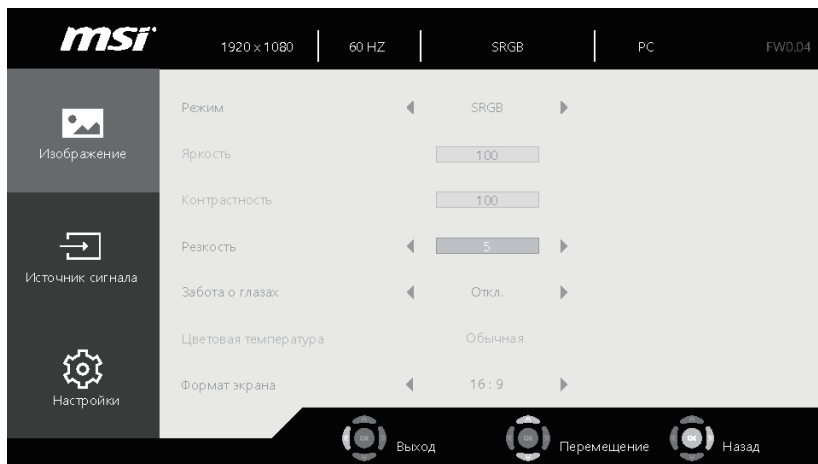 msi 1920 x 1080 60 HZ SRGB PC FW0.04
Изображение
Источник сигнала
Настройки
Режим SRGB
Яркость 100
Контрастность 100
Резкость 5
Забота о глазах Откл.
Цветовая температура Обычная
Формат экрана 16 : 9
OK Выход OK Перемещение OK Назад